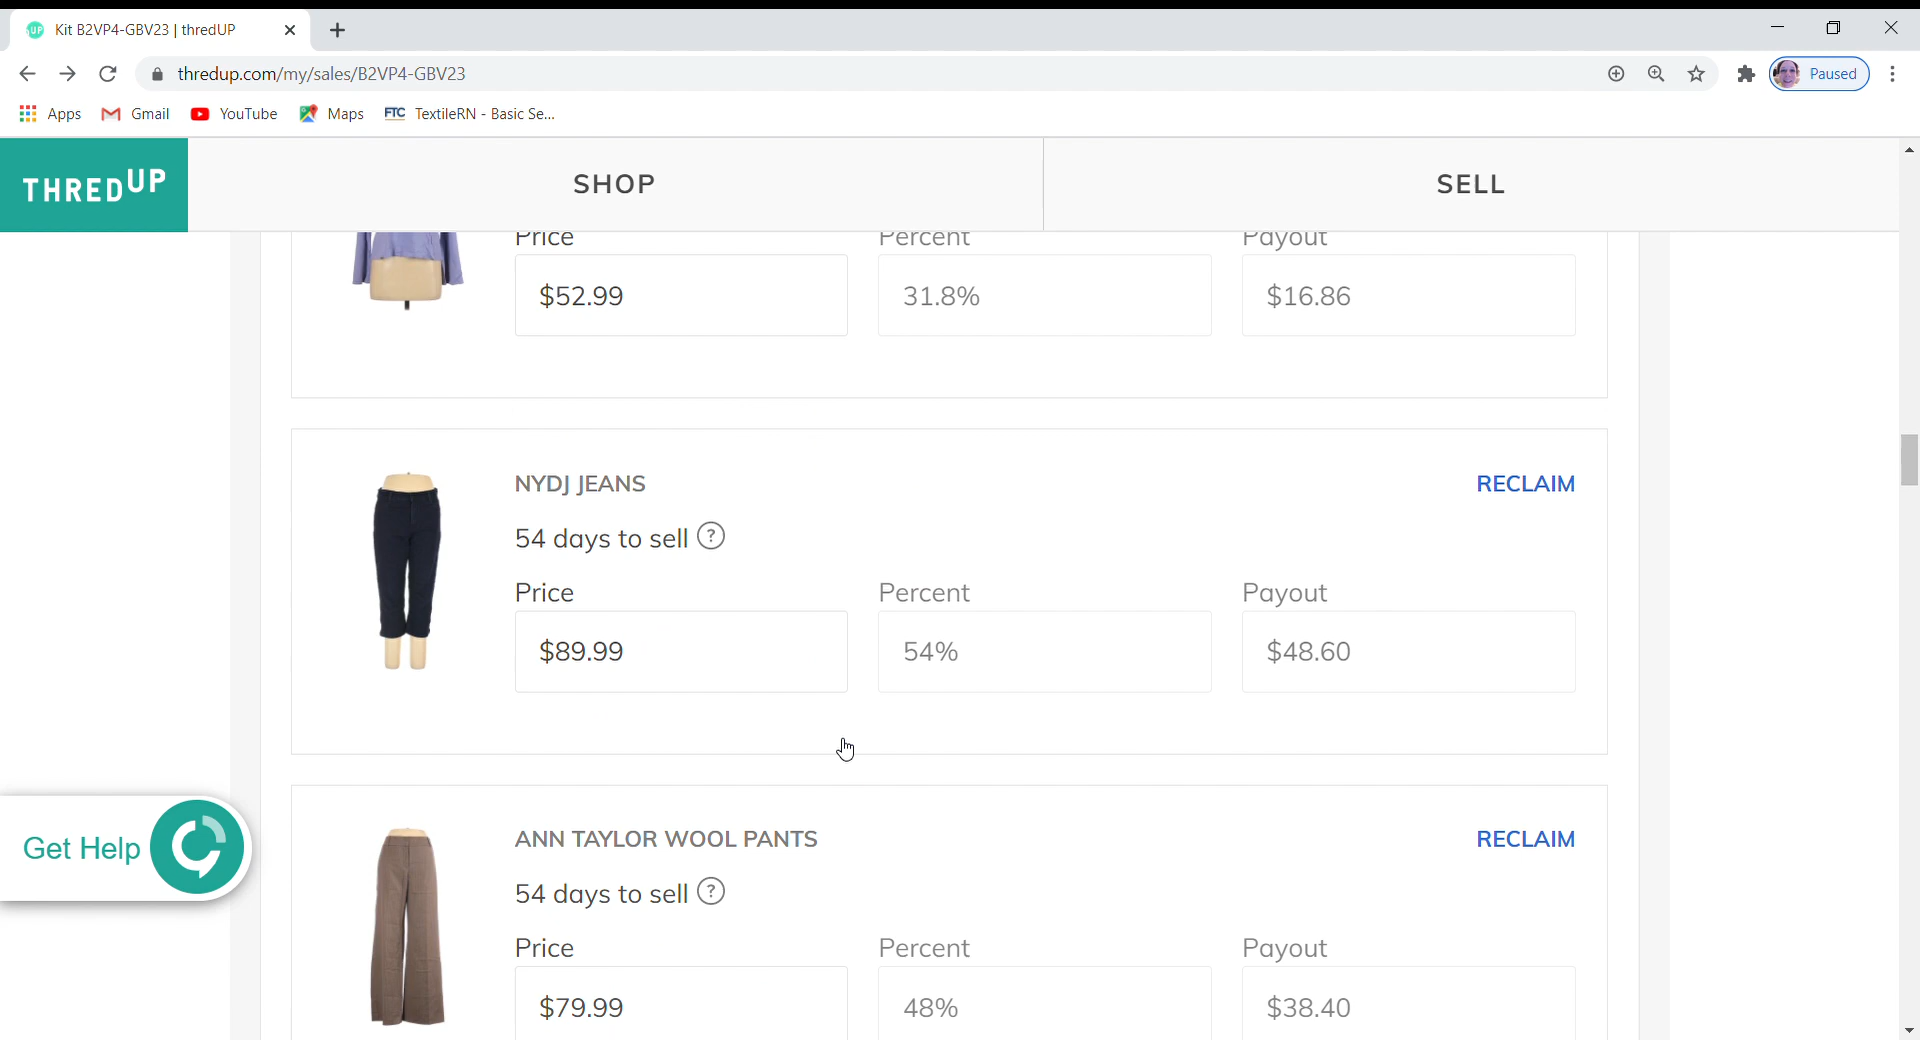 Kit B2VP4-GBV23 | thredUP
thredup.com/my/sales/B2VP4-GBV23
Paused
Apps
Gmail
YouTube
Maps
FTC
TextileRN - Basic Se...
THREDUP
SHOP
SELL
Price
Percent
Payout
$52.99
31.8%
$16.86
NYDJ JEANS
RECLAIM
54 days to sell ?
Price
Percent
Payout
$89.99
54%
$48.60
Get Help
ANN TAYLOR WOOL PANTS
RECLAIM
54 days to sell ?
Price
Percent
Payout
$79.99
48%
$38.40